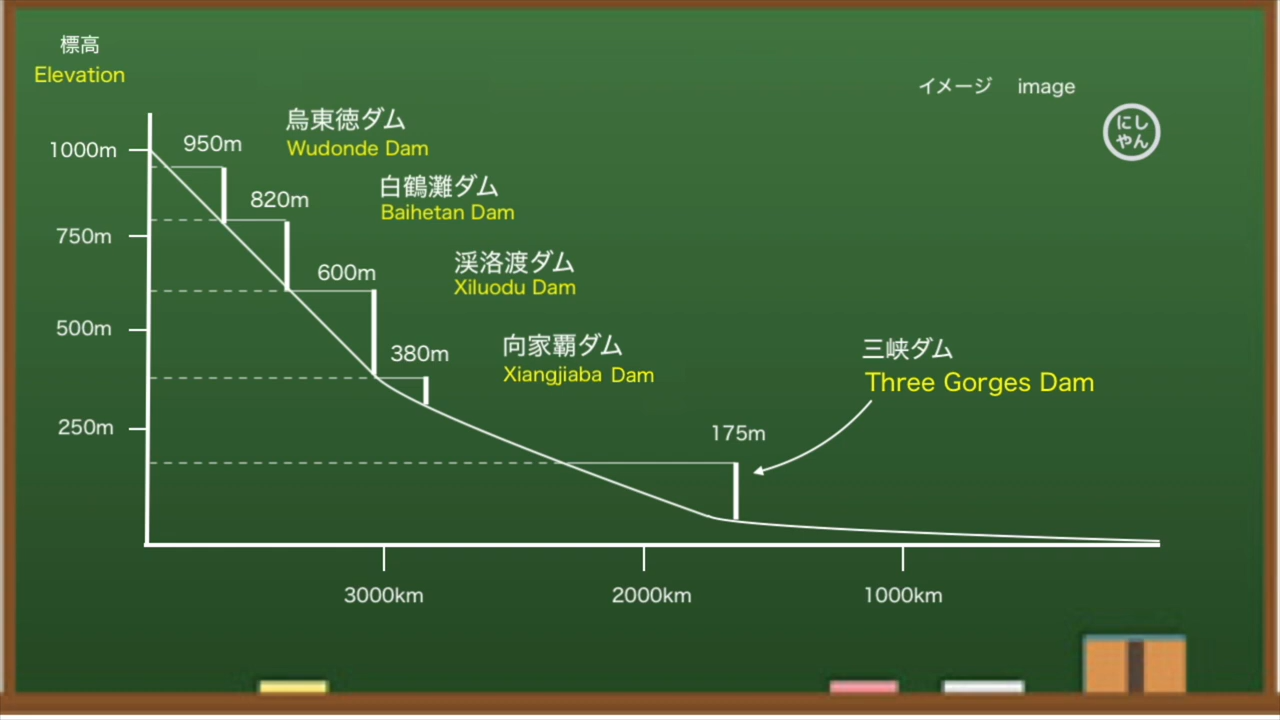 標高
Elevation
イメージ image
にし
やん
烏東徳ダム
Wudonde Dam
950m
1000m
白鶴灘ダム
Baihetan Dam
820m
750m
渓洛渡ダム
Xiluodu Dam
600m
500m
向家覇ダム
Xiangjiaba Dam
380m
三峡ダム
Three Gorges Dam
250m
175m
3000km
2000km
1000km